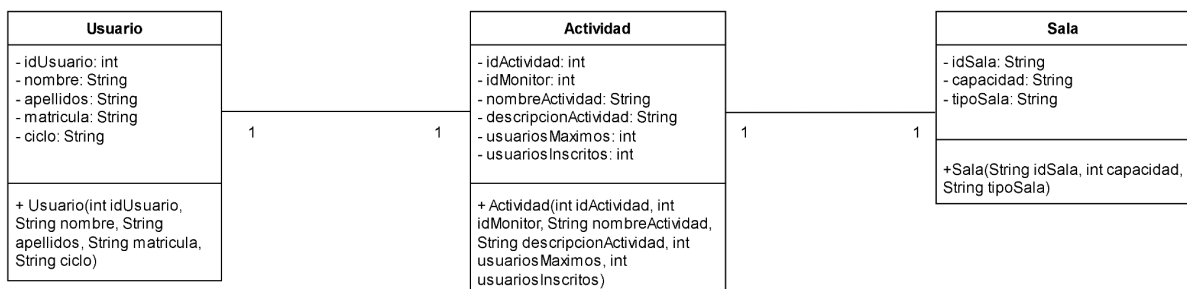 Usuario
- idUsuario: int
- nombre: String
- apellidos: String
- matricula: String
- ciclo: String
+ Usuario(int idUsuario,
String nombre, String
apellidos, String matricula,
String ciclo)
1
1
Actividad
- idActividad: int
- idMonitor: int
- nombreActividad: String
- descripcionActividad: String
- usuariosMaximos: int
- usuariosInscritos: int
+ Actividad(int idActividad, int
idMonitor, String nombreActividad,
String descripcionActividad, int
usuariosMaximos, int
usuariosInscritos)
1
1
Sala
- idSala: String
- capacidad: String
- tipoSala: String
+Sala(String idSala, int capacidad,
String tipoSala)